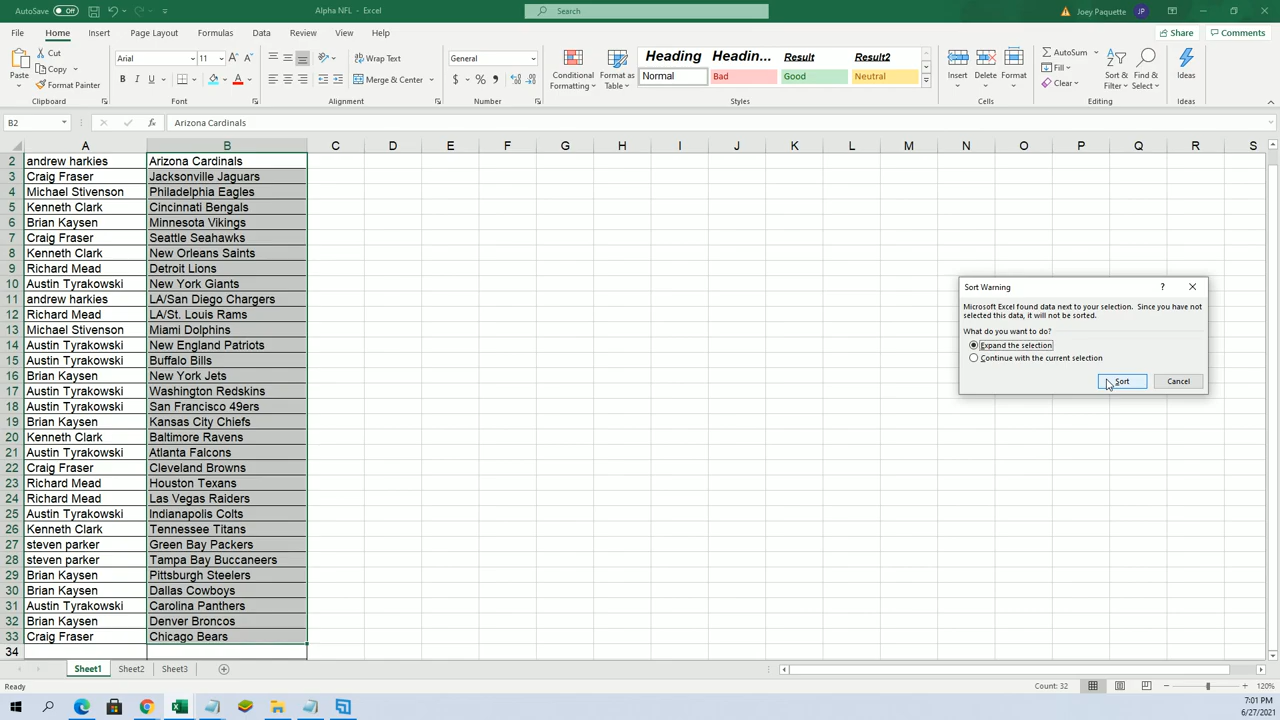 AutoSave Off Alpha NFL - Excel Search Joey Paquette JP
File Home Insert Page Layout Formulas Data Review View Help Share Comments
Paste Cut Copy Format Painter Clipboard
Arial 11 B I U A Font
Wrap Text Merge & Center Alignment
General $ % Number
Conditional Formatting Format as Table
Heading Headin... Result Result2
Normal Bad Good Neutral Styles
Insert Delete Format Cells
AutoSum Fill Clear Sort & Filter Find & Select Editing
Ideas Ideas
B2 fx Arizona Cardinals
A B C D E F G H I J K L M N O P Q R S
2 andrew harkies Arizona Cardinals
3 Craig Fraser Jacksonville Jaguars
4 Michael Stivenson Philadelphia Eagles
5 Kenneth Clark Cincinnati Bengals
6 Brian Kaysen Minnesota Vikings
7 Craig Fraser Seattle Seahawks
8 Kenneth Clark New Orleans Saints
9 Richard Mead Detroit Lions
10 Austin Tyrakowski New York Giants
11 andrew harkies LA/San Diego Chargers
12 Richard Mead LA/St. Louis Rams
13 Michael Stivenson Miami Dolphins
14 Austin Tyrakowski New England Patriots
15 Austin Tyrakowski Buffalo Bills
16 Brian Kaysen New York Jets
17 Austin Tyrakowski Washington Redskins
18 Austin Tyrakowski San Francisco 49ers
19 Brian Kaysen Kansas City Chiefs
20 Kenneth Clark Baltimore Ravens
21 Austin Tyrakowski Atlanta Falcons
22 Craig Fraser Cleveland Browns
23 Richard Mead Houston Texans
24 Richard Mead Las Vegas Raiders
25 Austin Tyrakowski Indianapolis Colts
26 Kenneth Clark Tennessee Titans
27 steven parker Green Bay Packers
28 steven parker Tampa Bay Buccaneers
29 Brian Kaysen Pittsburgh Steelers
30 Brian Kaysen Dallas Cowboys
31 Austin Tyrakowski Carolina Panthers
32 Brian Kaysen Denver Broncos
33 Craig Fraser Chicago Bears
34
Sort Warning ?
Microsoft Excel found data next to your selection. Since you have not
selected this data, it will not be sorted.
What do you want to do?
Expand the selection
Continue with the current selection
Sort Cancel
Sheet1 Sheet2 Sheet3
Ready Count: 32 120%
7:01 PM
6/27/2021